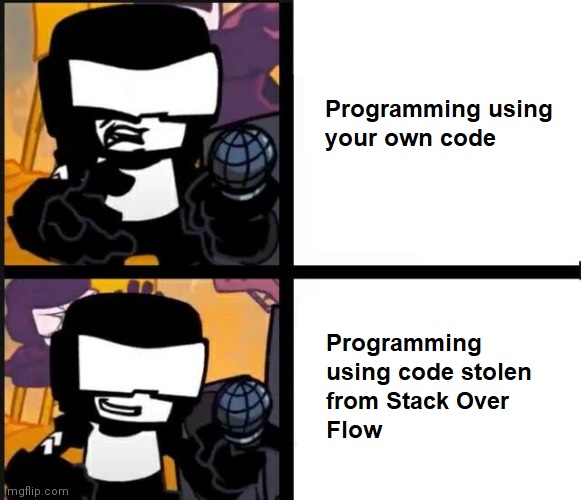 Programming using
your own code
Programming
using code stolen
from Stack Over
Flow
imgflip.com